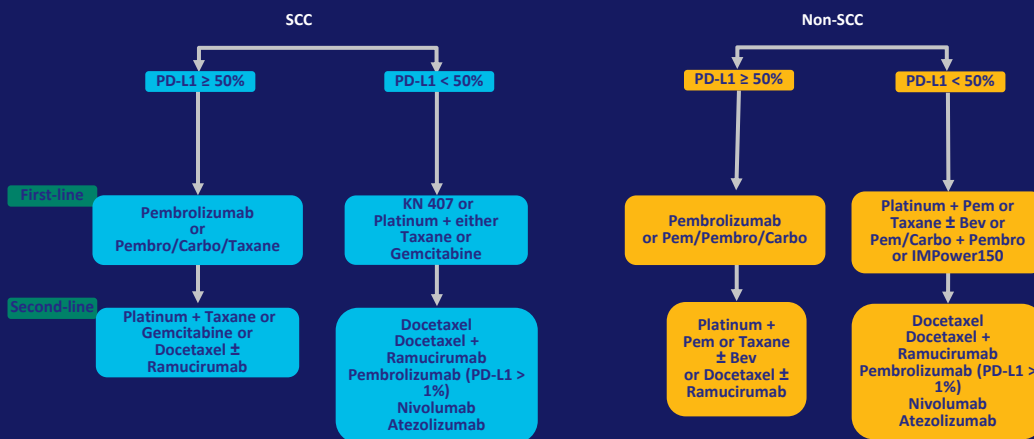 SCC
Non-SCC
PD-L1 ≥ 50%
PD-L1 < 50%
PD-L1 ≥ 50%
PD-L1 < 50%
First-line
Pembrolizumab
or
Pembro/Carbo/Taxane
KN 407 or
Platinum + either
Taxane or
Gemcitabine
Pembrolizumab
or Pem/Pembro/Carbo
Platinum + Pem or
Taxane ± Bev or
Pem/Carbo + Pembro
or IMPower150
Second-line
Platinum + Taxane or
Gemcitabine or
Docetaxel ±
Ramucirumab
Docetaxel
Docetaxel +
Ramucirumab
Pembrolizumab (PD-L1 >
1%)
Nivolumab
Atezolizumab
Platinum +
Pem or Taxane
± Bev
or Docetaxel ±
Ramucirumab
Docetaxel
Docetaxel +
Ramucirumab
Pembrolizumab (PD-L1 >
1%)
Nivolumab
Atezolizumab